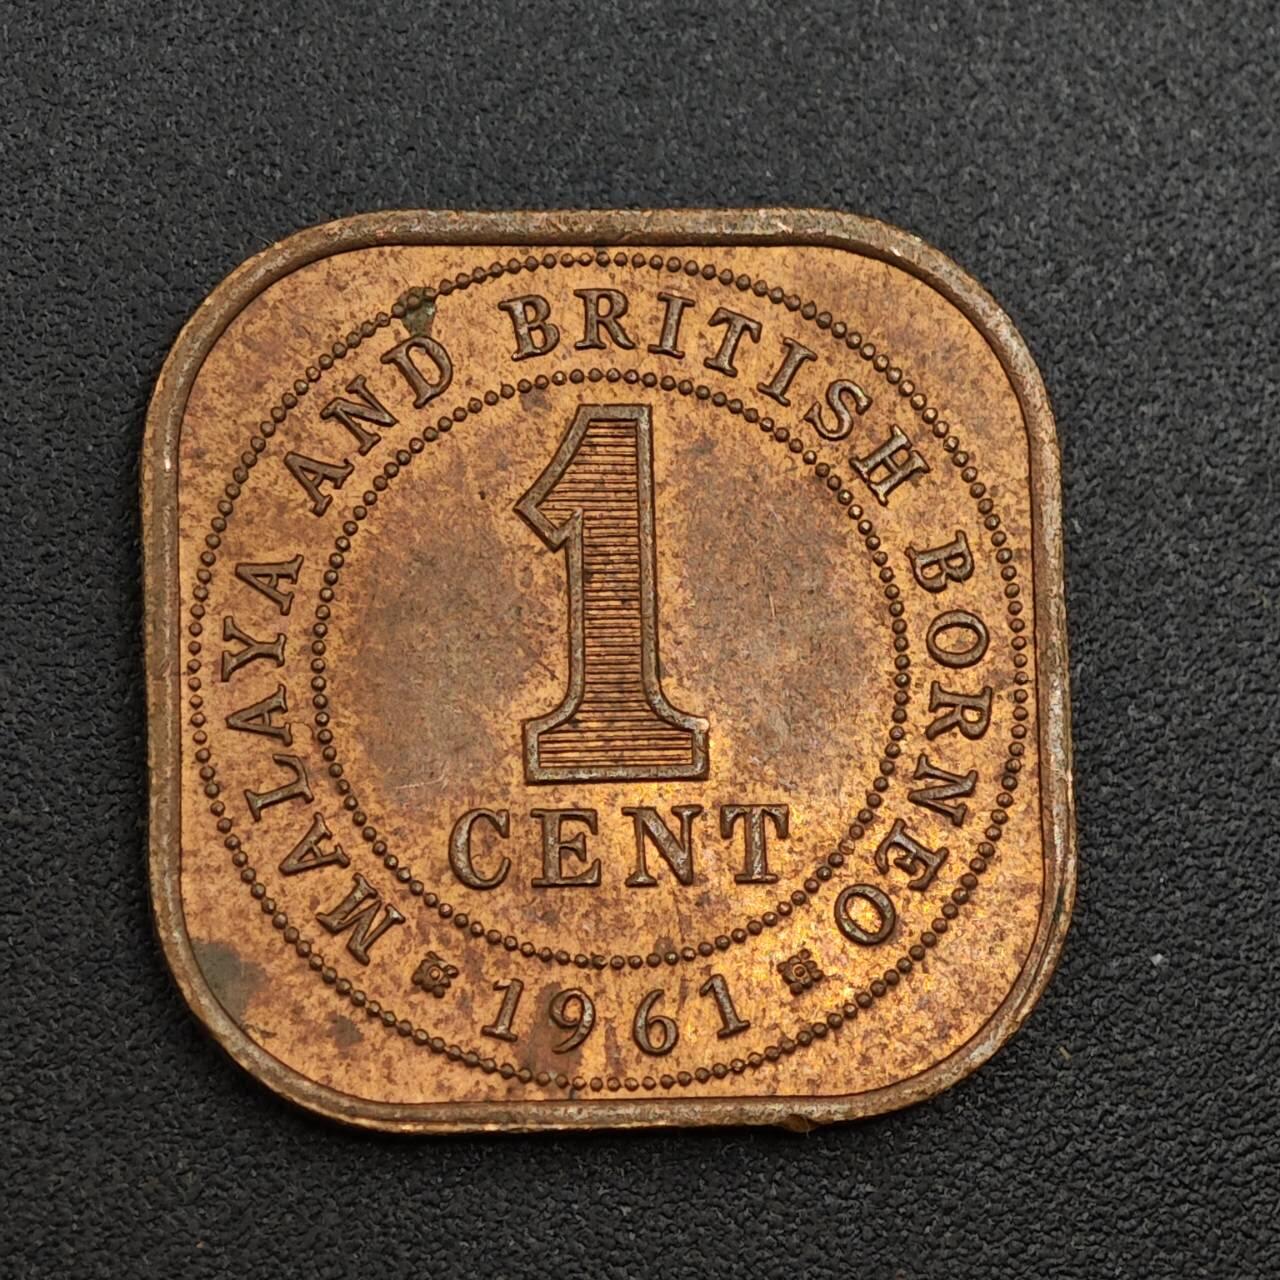 MALAYA AND BRITISH BORNEO
1
CENT
1961